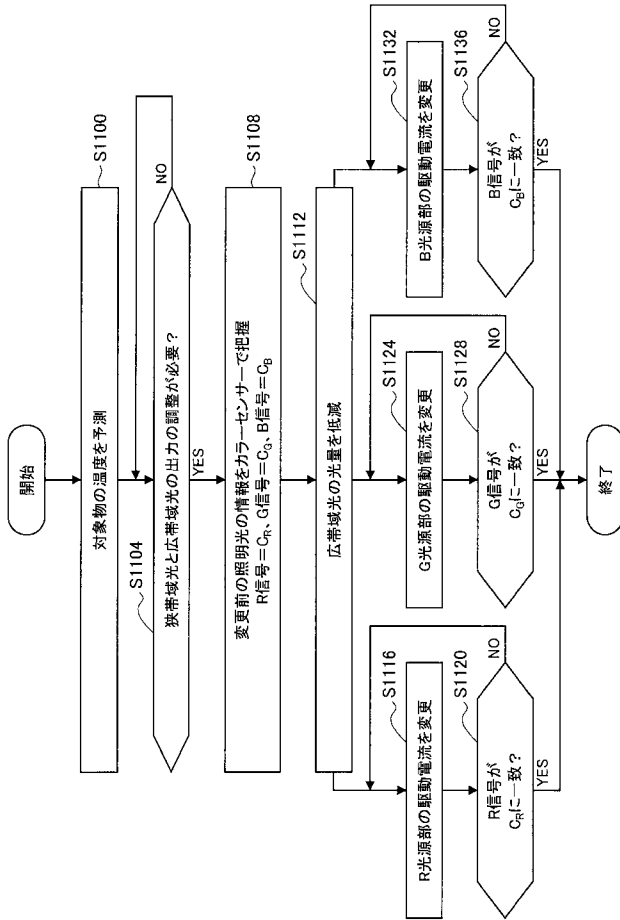 開始
対象物の温度を予測
S1100
狭帯域光と広帯域光の出力の調整が必要?
S1104
NO
YES
変更前の照明光の情報をカラーセンサーで把握
R信号=CR、G信号=CG、B信号=CB
S1108
広帯域光の光量を低減
S1112
R光源部の駆動電流を変更
S1116
R信号が
CRに一致?
S1120
NO
YES
G光源部の駆動電流を変更
S1124
G信号が
CGに一致?
S1128
NO
YES
B光源部の駆動電流を変更
S1132
B信号が
CBに一致?
S1136
NO
YES
終了